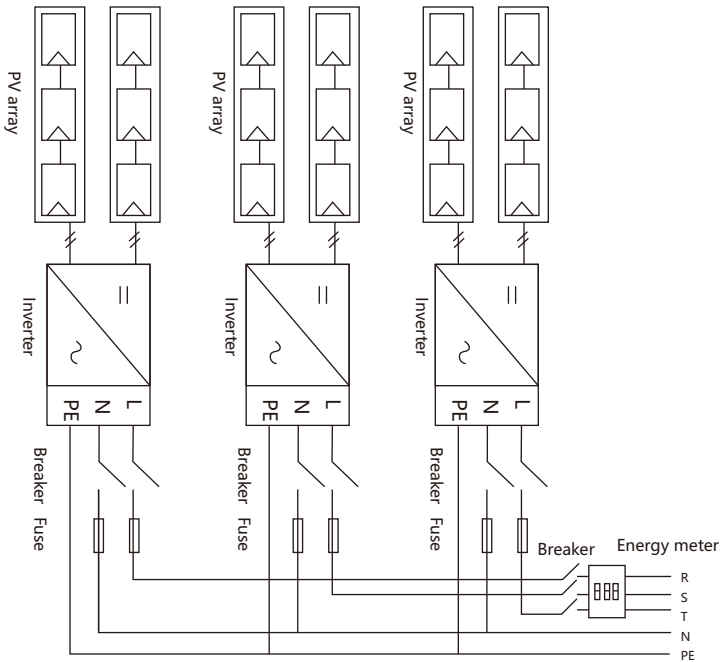 PV array
PV array
PV array
Inverter
Inverter
Inverter
PE N L
PE N L
PE N L
Breaker Fuse
Breaker Fuse
Breaker Fuse
Breaker
Energy meter
R
S
T
N
PE